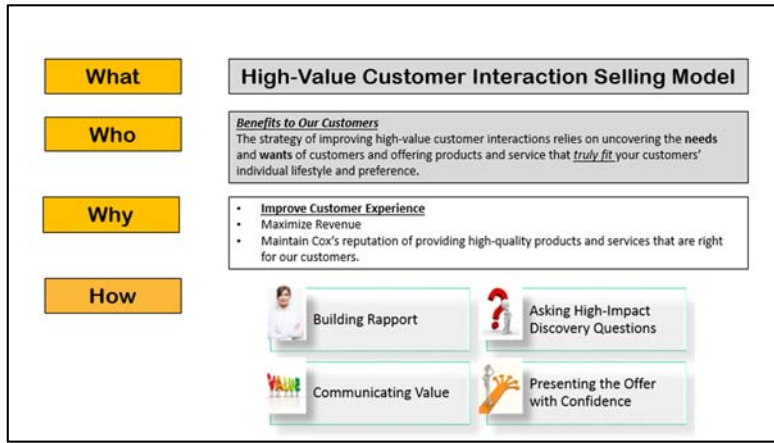 What
High-Value Customer Interaction Selling Model
Who
Benefits to Our Customers
The strategy of improving high-value customer interactions relies on uncovering the needs
and wants of customers and offering products and service that truly fit your customers'
individual lifestyle and preference.
Why
• Improve Customer Experience
• Maximize Revenue
• Maintain Cox's reputation of providing high-quality products and services that are right
for our customers.
How
Building Rapport
Asking High-Impact
Discovery Questions
VALUE
Communicating Value
Presenting the Offer
with Confidence